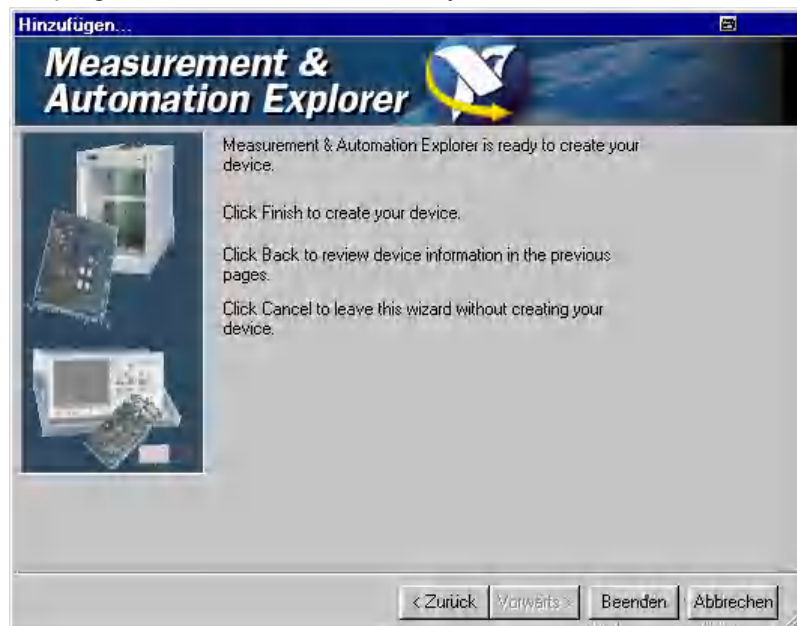 Hinzufügen...
Measurement &
Automation Explorer
Measurement & Automation Explorer is ready to create your
device.
Click Finish to create your device.
Click Back to review device information in the previous
pages.
Click Cancel to leave this wizard without creating your
device.
< Zurück Vorwärts > Beenden Abbrechen